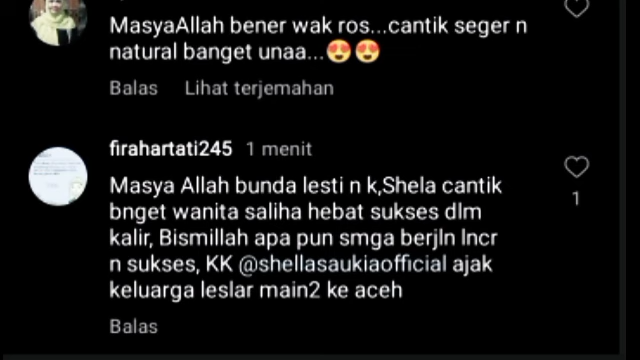 MasyaAllah bener wak ros...cantik seger n
natural banget unaa...😍😍
Balas Lihat terjemahan
firahartati245 1 menit
Masya Allah bunda lesti n k,Shela cantik
bnget wanita saliha hebat sukses dlm
kalir, Bismillah apa pun smga berjln lncr
n sukses, KK @shellasaukiaofficial ajak
keluarga leslar main2 ke aceh
1
Balas